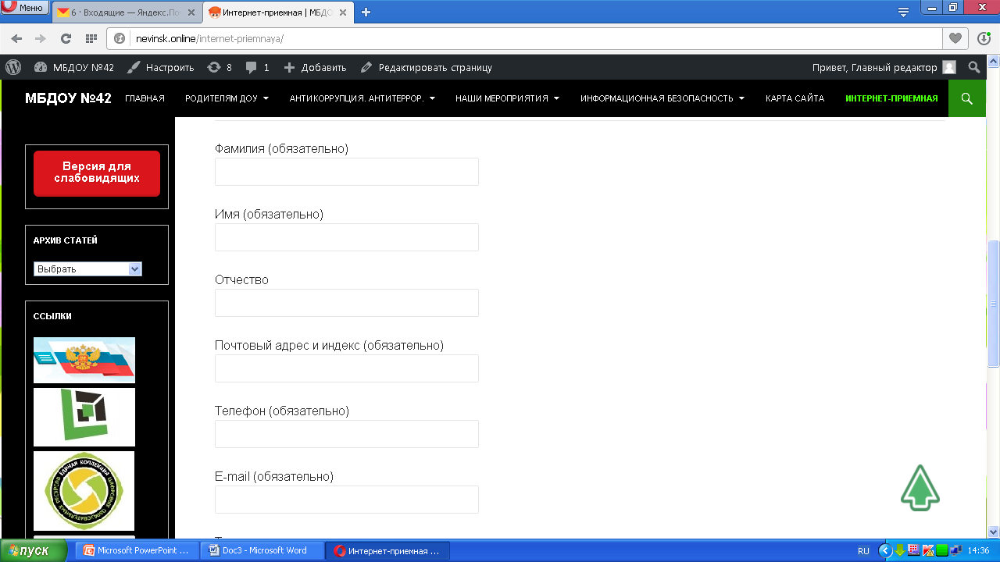 Меню
6 · Входящие — Яндекс.По
Интернет-приемная | МБДО
nevinsk.online/internet-priemnaya/
МБДОУ №42
Настроить
8
1
Добавить
Редактировать страницу
Привет, Главный редактор
МБДОУ №42
ГЛАВНАЯ
РОДИТЕЛЯМ ДОУ
АНТИКОРРУПЦИЯ. АНТИТЕРРОР.
НАШИ МЕРОПРИЯТИЯ
ИНФОРМАЦИОННАЯ БЕЗОПАСНОСТЬ
КАРТА САЙТА
ИНТЕРНЕТ-ПРИЕМНАЯ
Версия для
слабовидящих
АРХИВ СТАТЕЙ
Выбрать
ССЫЛКИ
ЕДИНАЯ КОЛЛЕКЦИЯ ЦИФРОВЫХ ОБРАЗОВАТЕЛЬНЫХ РЕСУРСОВ
Фамилия (обязательно)
Имя (обязательно)
Отчество
Почтовый адрес и индекс (обязательно)
Телефон (обязательно)
E-mail (обязательно)
пуск
Microsoft PowerPoint ...
Doc3 - Microsoft Word
Интернет-приемная ...
RU
14:36